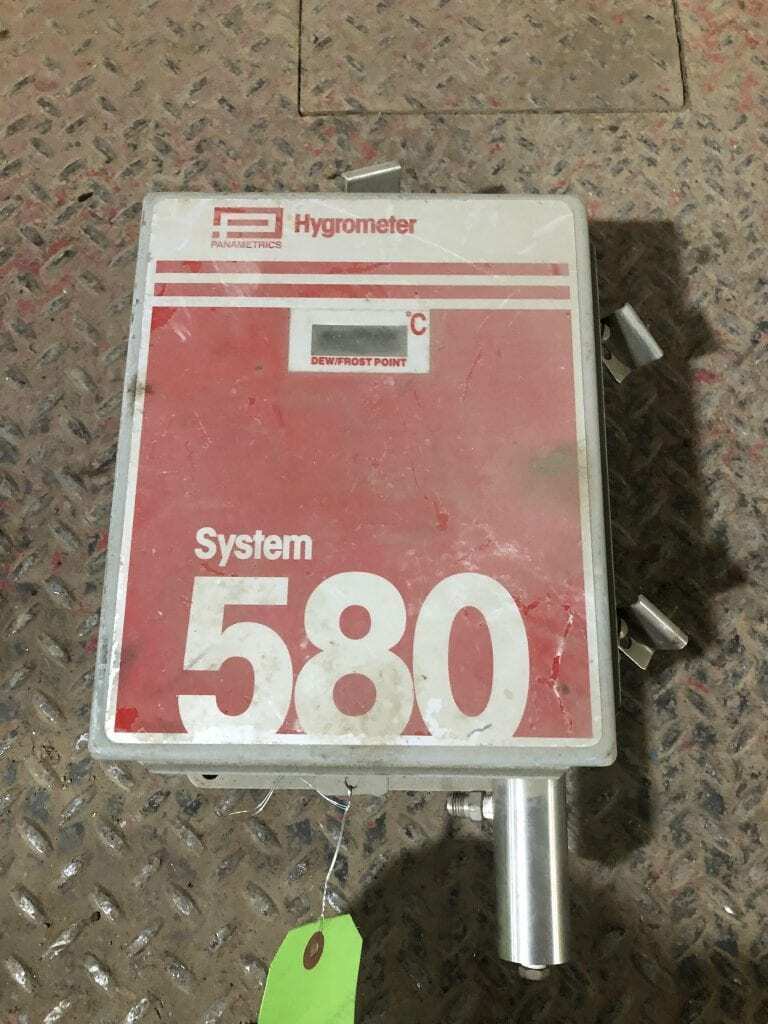 PANAMETRICS
Hygrometer
°C
DEW/FROST POINT
System
580